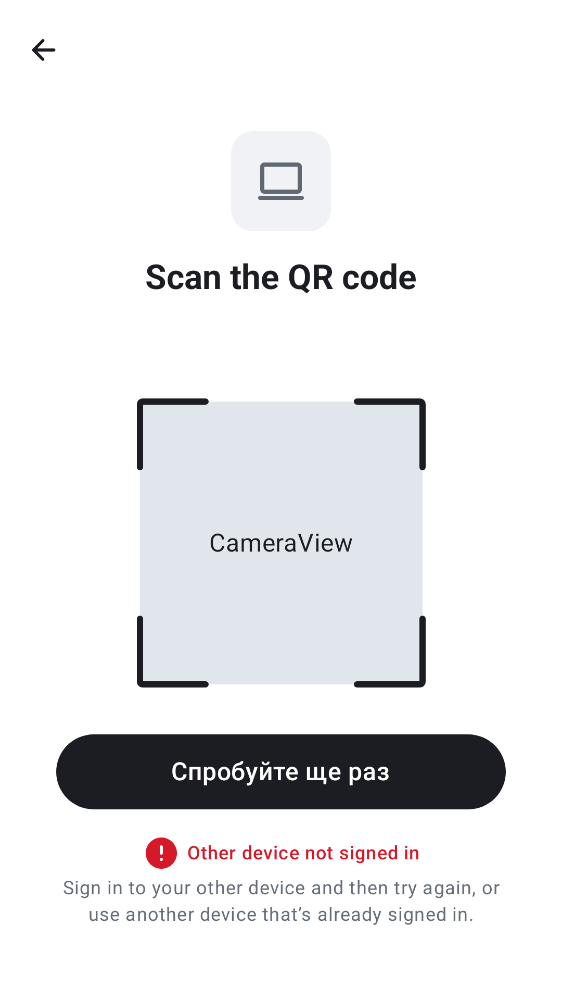 Scan the QR code
CameraView
Спробуйте ще раз
Other device not signed in
Sign in to your other device and then try again, or
use another device that’s already signed in.